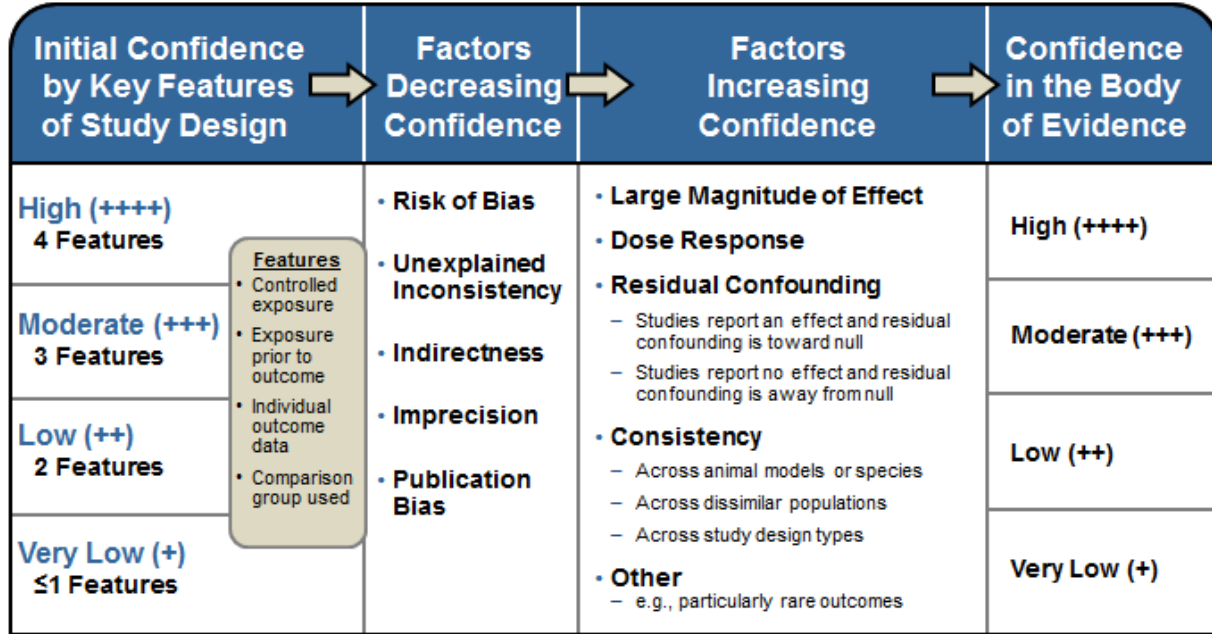 Initial Confidence
by Key Features
of Study Design
Factors
Decreasing
Confidence
Factors
Increasing
Confidence
Confidence
in the Body
of Evidence
High (++++)
4 Features
Moderate (+++)
3 Features
Low (++)
2 Features
Very Low (+)
≤1 Features
Features
• Controlled
exposure
• Exposure
prior to
outcome
• Individual
outcome
data
• Comparison
group used
• Risk of Bias
• Unexplained
Inconsistency
• Indirectness
• Imprecision
• Publication
Bias
• Large Magnitude of Effect
• Dose Response
• Residual Confounding
– Studies report an effect and residual
confounding is toward null
– Studies report no effect and residual
confounding is away from null
• Consistency
– Across animal models or species
– Across dissimilar populations
– Across study design types
• Other
– e.g., particularly rare outcomes
High (++++)
Moderate (+++)
Low (++)
Very Low (+)